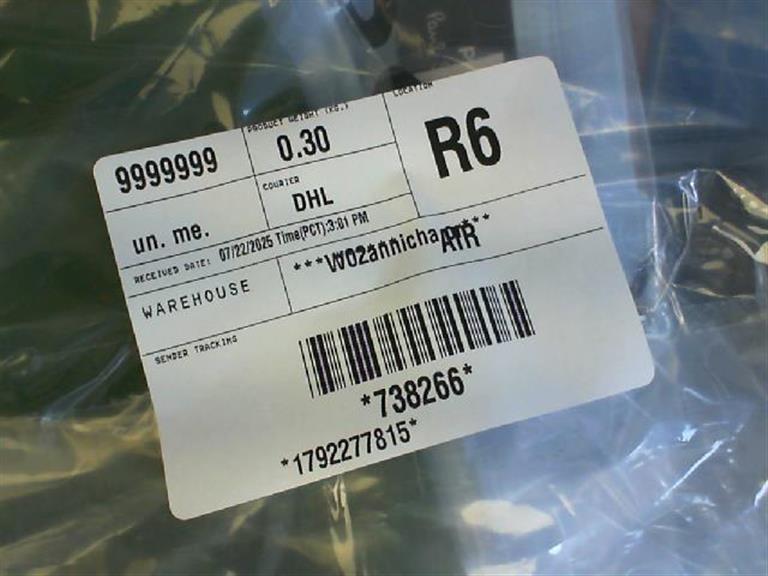 PRODUCT WEIGHT (KG.)
LOCATION
9999999
0.30
R6
COURIER
un. me.
DHL
RECEIVED DATE: 07/22/2025 Time(PCT):3:01 PM
WAREHOUSE
AIR
SENDER TRACKING
*738266*
*1792277815*